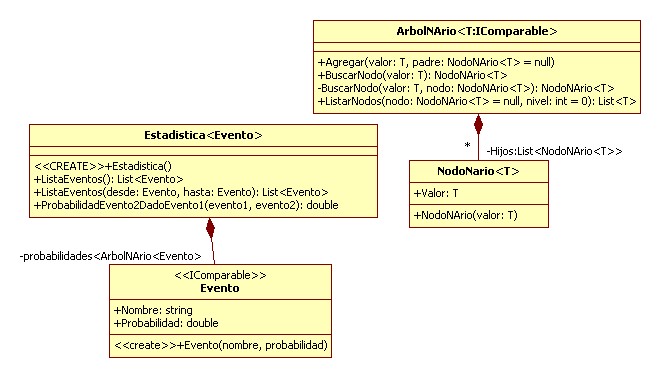 ArbolNArio<T:IComparable>
+Agregar(valor: T, padre: NodoNArio<T> = null)
+BuscarNodo(valor: T): NodoNArio<T>
-BuscarNodo(valor: T, nodo: NodoNArio<T>): NodoNArio<T>
+ListarNodos(nodo: NodoNArio<T> = null, nivel: int = 0): List<T>
*
-Hijos:List<NodoNArio<T>>
NodoNario<T>
+Valor: T
+NodoNArio(valor: T)
Estadistica<Evento>
<<CREATE>>+Estadistica()
+ListaEventos(): List<Evento>
+ListaEventos(desde: Evento, hasta: Evento): List<Evento>
+ProbabilidadEvento2DadoEvento1(evento1, evento2): double
-probabilidades<ArbolNArio<Evento>
<<IComparable>>
Evento
+Nombre: string
+Probabilidad: double
<<create>>+Evento(nombre, probabilidad)